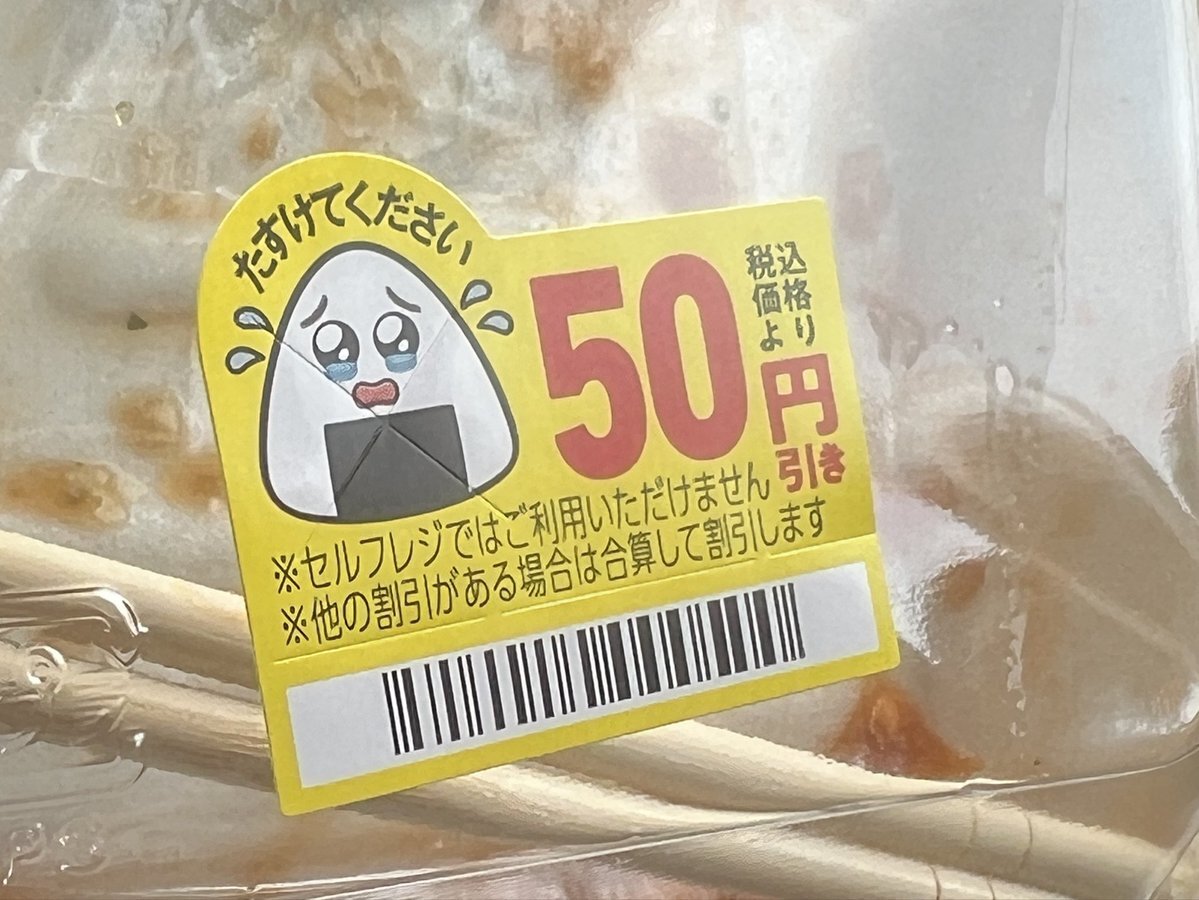 たすけてください
50円引き
税込価格より
※セルフレジではご利用いただけません
※他の割引がある場合は合算して割引します